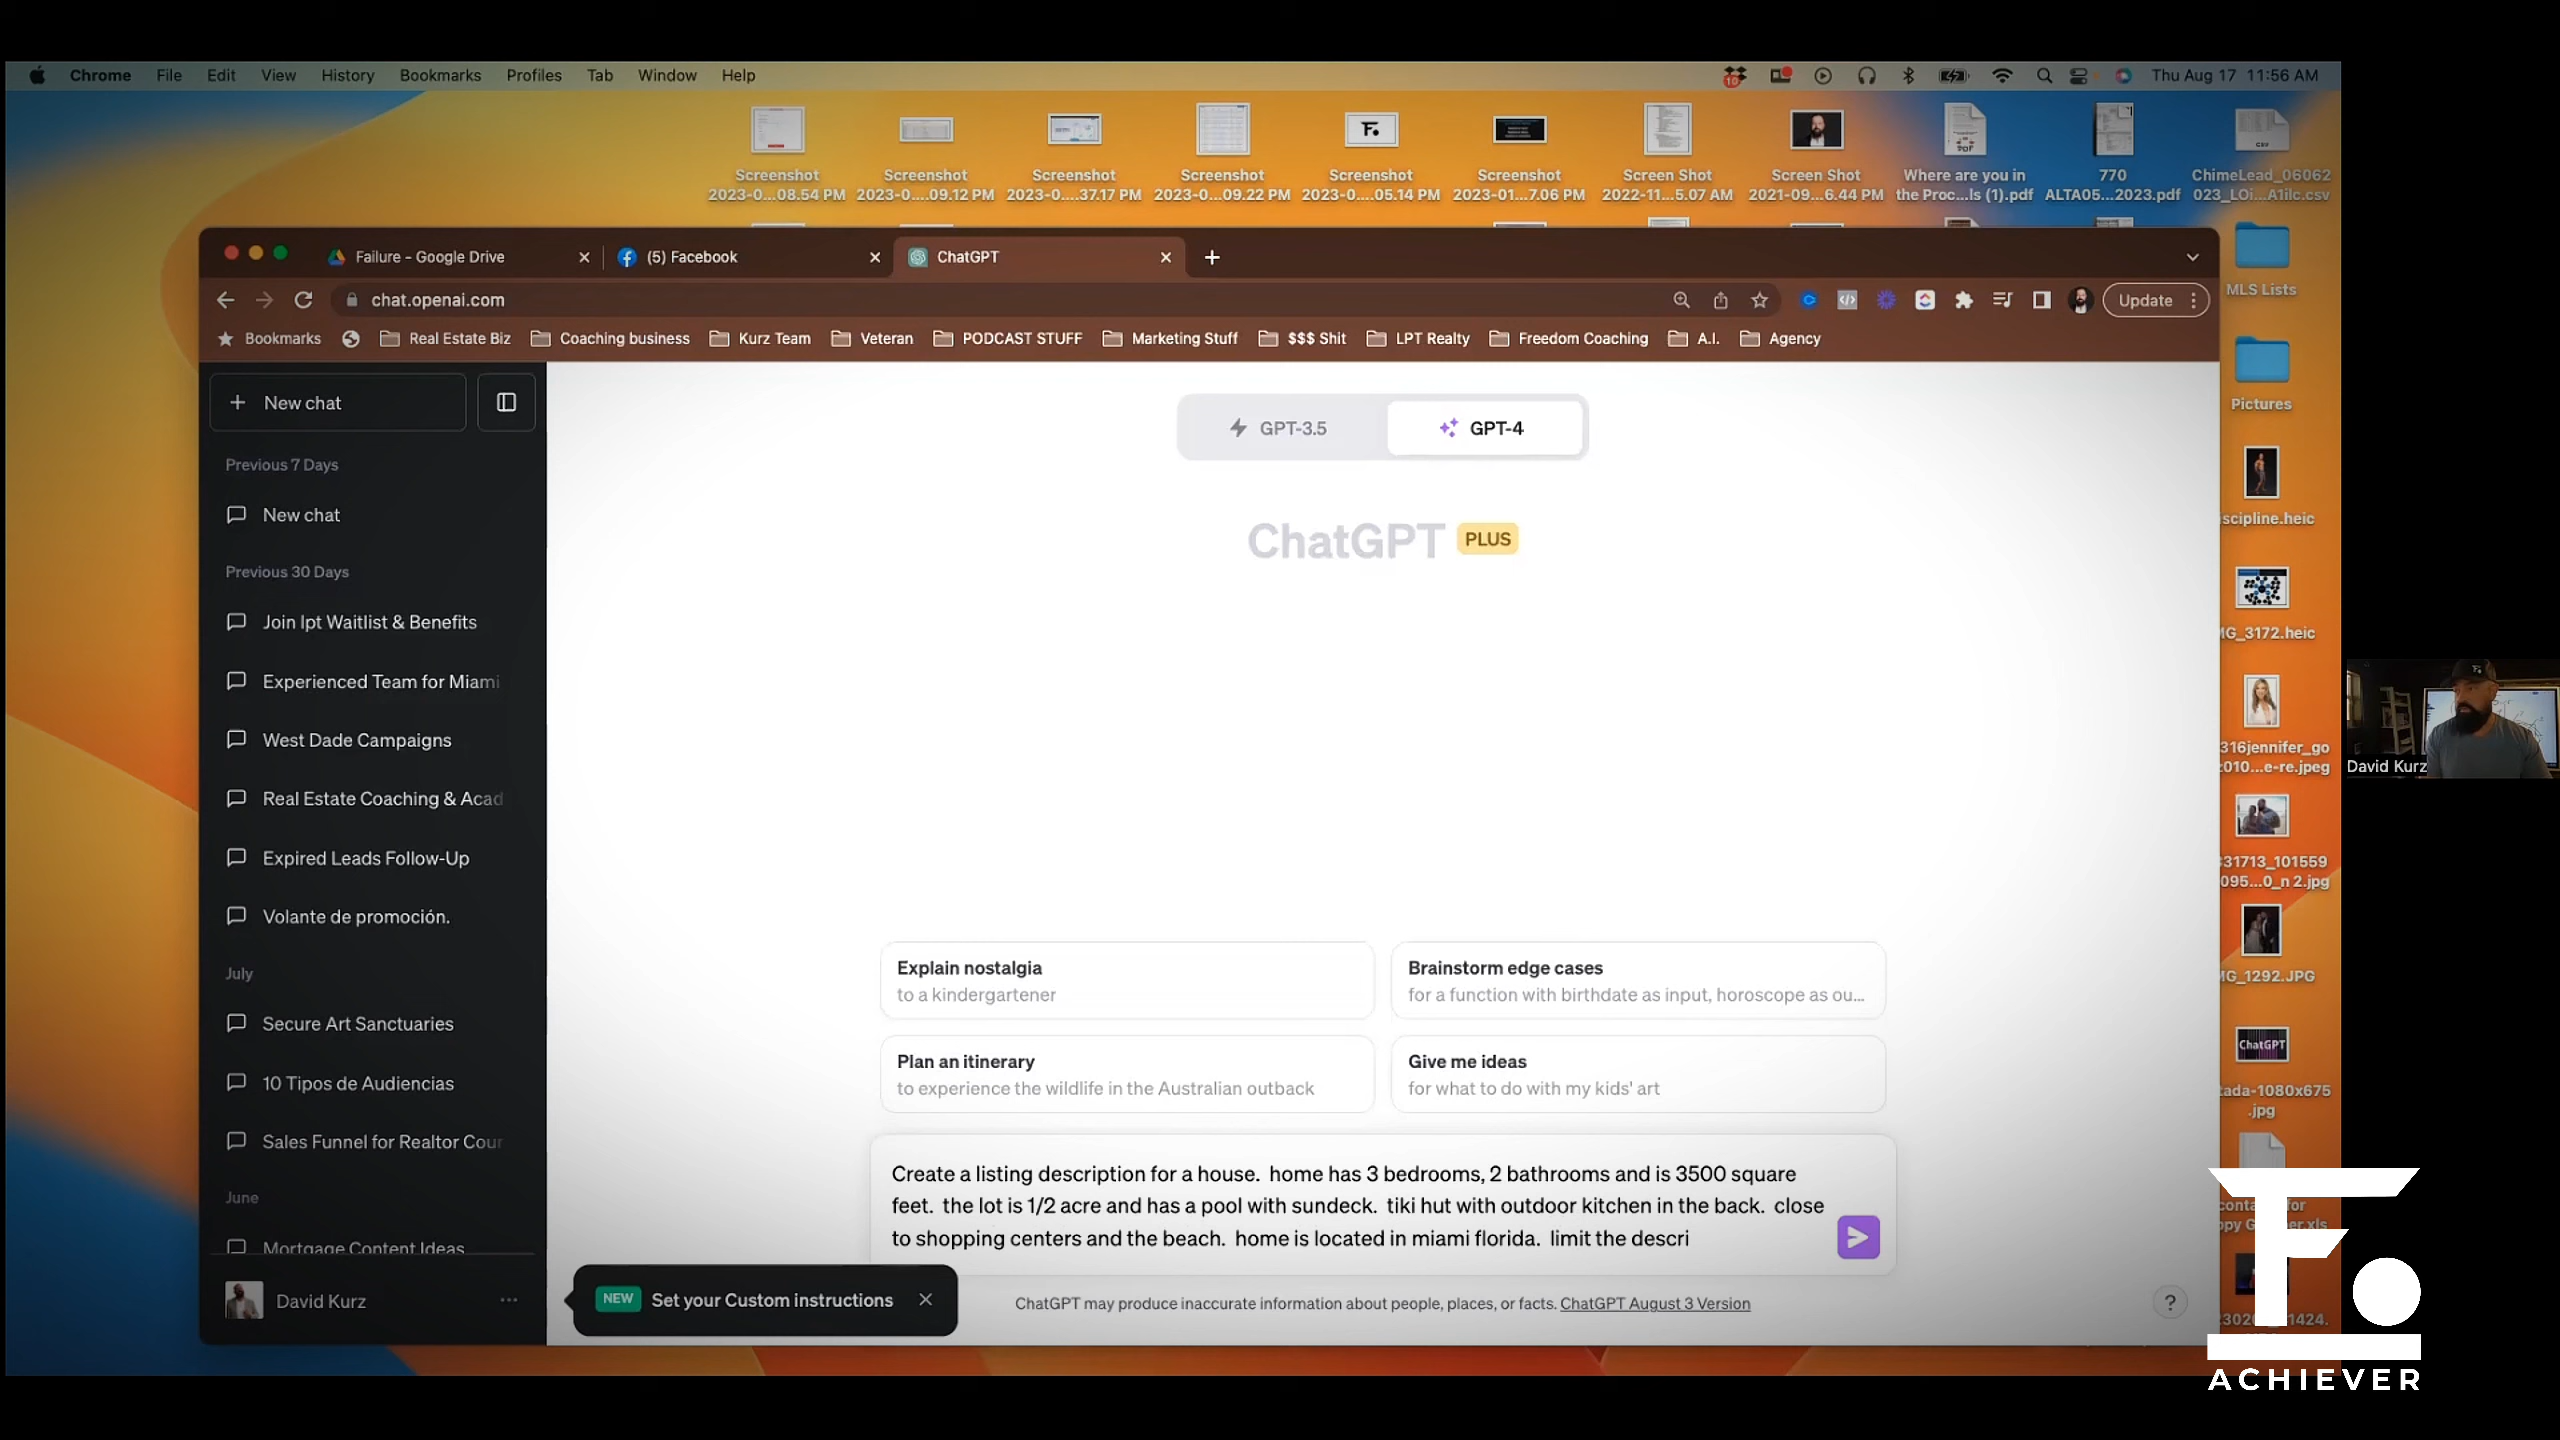 Chrome File Edit View History Bookmarks Profiles Tab Window Help
10
Thu Aug 17 11:56 AM
Screenshot
2023-0...08.54 PM
Screenshot
2023-0....09.12 PM
Screenshot
2023-0....37.17 PM
Screenshot
2023-0...09.22 PM
Screenshot
2023-0...05.14 PM
Screenshot
2023-01...7.06 PM
Screen Shot
2022-11...5.07 AM
Screen Shot
2021-09...6.44 PM
PDF
Where are you in
the Proc...ls (1).pdf
770
ALTA05...2023.pdf
CSV
ChimeLead_06062
023_LOi...A1ilc.csv
Failure - Google Drive
(5) Facebook
ChatGPT
chat.openai.com
Update
Bookmarks
Real Estate Biz
Coaching business
Kurz Team
Veteran
PODCAST STUFF
Marketing Stuff
$$$ Shit
LPT Realty
Freedom Coaching
A.I.
Agency
MLS Lists
Pictures
scipline.heic
MG_3172.heic
316jennifer_go
z010...e-re.jpeg
331713_101559
095...0_n 2.jpg
MG_1292.JPG
ChatGPT
tada-1080x675
.jpg
New chat
Previous 7 Days
New chat
Previous 30 Days
Join lpt Waitlist & Benefits
Experienced Team for Miami
West Dade Campaigns
Real Estate Coaching & Acad
Expired Leads Follow-Up
Volante de promoción.
July
Secure Art Sanctuaries
10 Tipos de Audiencias
Sales Funnel for Realtor Cour
June
Mortgage Content Ideas
David Kurz
GPT-3.5
GPT-4
ChatGPT PLUS
Explain nostalgia
to a kindergartener
Brainstorm edge cases
for a function with birthdate as input, horoscope as ou...
Plan an itinerary
to experience the wildlife in the Australian outback
Give me ideas
for what to do with my kids' art
Create a listing description for a house. home has 3 bedrooms, 2 bathrooms and is 3500 square
feet. the lot is 1/2 acre and has a pool with sundeck. tiki hut with outdoor kitchen in the back. close
to shopping centers and the beach. home is located in miami florida. limit the descri
NEW Set your Custom instructions
ChatGPT may produce inaccurate information about people, places, or facts. ChatGPT August 3 Version
?
David Kurz
ACHIEVER